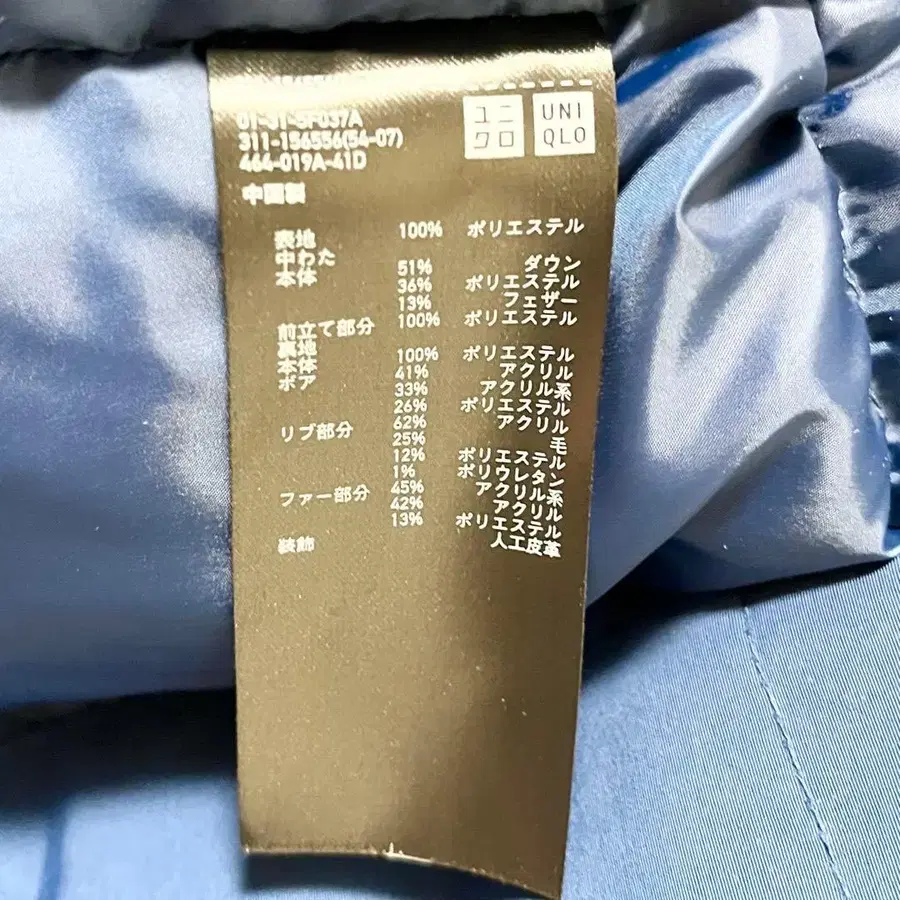 01-31-5F037A
311-156556(54-07)
464-019A-41D
中国製
ユニ
クロ
UNI
QLO
表地 100% ポリエステル
中わた
本体 51% ダウン
36% ポリエステル
13% フェザー
前立て部分 100% ポリエステル
裏地
本体 100% ポリエステル
ボア 41% アクリル
33% アクリル系
26% ポリエステル
リブ部分 62% アクリル
25% 毛
12% ポリエステル
1% ポリウレタン
ファー部分 45% アクリル系
42% アクリル
13% ポリエステル
装飾 人工皮革